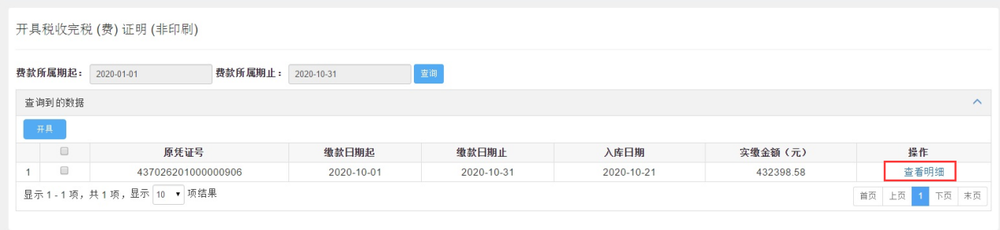 开具税收完税 (费) 证明 (非印刷)
费款所属期起： 2020-01-01 费款所属期止： 2020-10-31 查询
查询到的数据
开具
原凭证号 缴款日期起 缴款日期止 入库日期 实缴金额（元） 操作
1 437026201000000906 2020-10-01 2020-10-31 2020-10-21 432398.58 查看明细
显示 1 - 1 项，共 1 项，显示 10 项结果 首页 上页 1 下页 末页